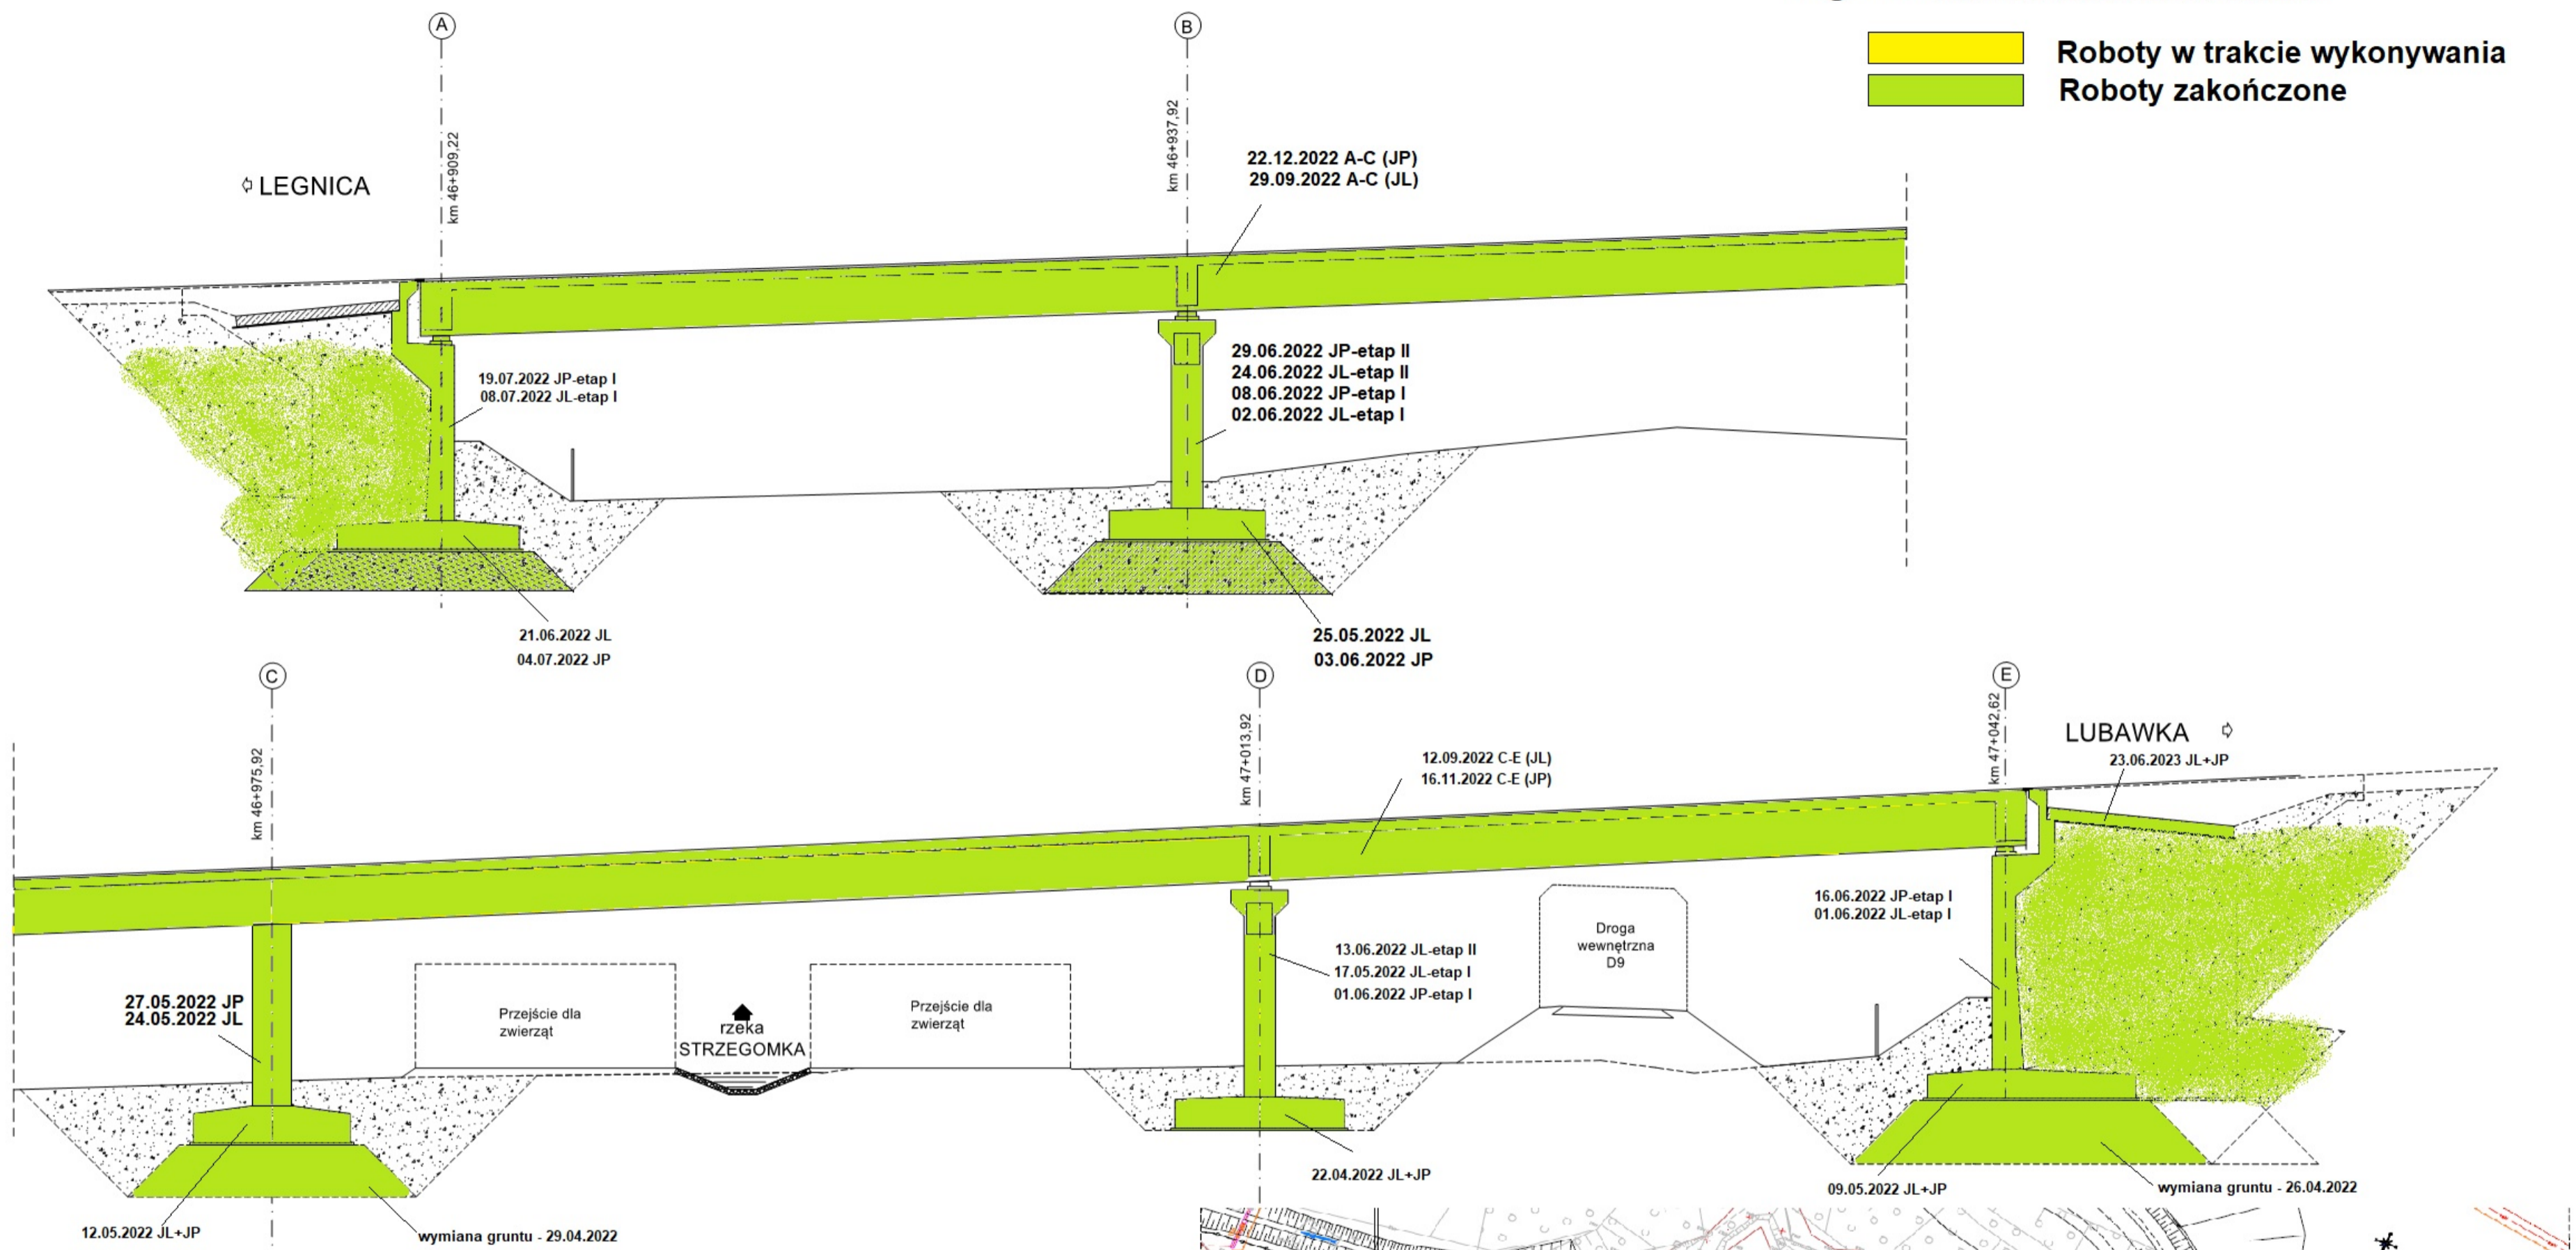 Roboty w trakcie wykonywania
Roboty zakończone
A
B
km 46+909,22
km 46+937,92
LEGNICA
22.12.2022 A-C (JP)
29.09.2022 A-C (JL)
19.07.2022 JP-etap I
08.07.2022 JL-etap I
29.06.2022 JP-etap II
24.06.2022 JL-etap II
08.06.2022 JP-etap I
02.06.2022 JL-etap I
21.06.2022 JL
04.07.2022 JP
25.05.2022 JL
03.06.2022 JP
C
D
E
km 46+975,92
km 47+013,92
km 47+042,62
LUBAWKA
23.06.2023 JL+JP
12.09.2022 C-E (JL)
16.11.2022 C-E (JP)
16.06.2022 JP-etap I
01.06.2022 JL-etap I
Droga
wewnętrzna
D9
13.06.2022 JL-etap II
17.05.2022 JL-etap I
01.06.2022 JP-etap I
27.05.2022 JP
24.05.2022 JL
Przejście dla
zwierząt
rzeka
STRZEGOMKA
Przejście dla
zwierząt
22.04.2022 JL+JP
09.05.2022 JL+JP
wymiana gruntu - 26.04.2022
12.05.2022 JL+JP
wymiana gruntu - 29.04.2022